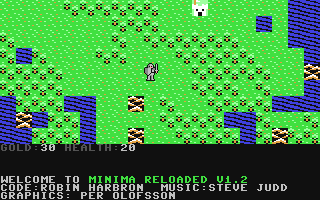 GOLD:30 HEALTH:20
WELCOME TO MINIMA RELOADED V1.2
CODE:ROBIN HARBRON  MUSIC:STEVE JUDD
GRAPHICS: PER OLOFSSON